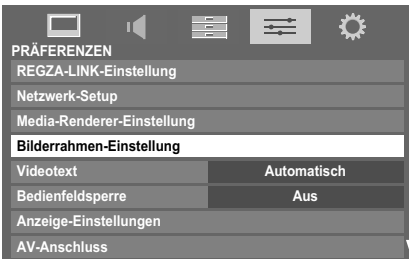 PRÄFERENZEN
REGZA-LINK-Einstellung
Netzwerk-Setup
Media-Renderer-Einstellung
Bilderrahmen-Einstellung
Videotext Automatisch
Bedienfeldsperre Aus
Anzeige-Einstellungen
AV-Anschluss